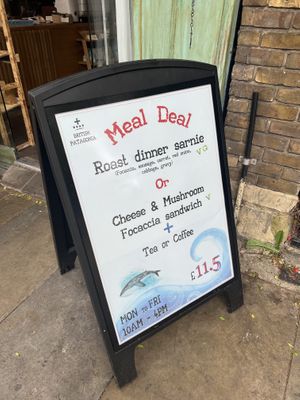 BRITISH
PATAGONIA
Meal Deal
Roast dinner sarnie VG
(Focaccia, sausage, carrot, red onion,
cabbage, gravy)
Or
Cheese & Mushroom
Focaccia sandwich V
+
Tea or Coffee
£11.5
MON to FRI
10AM - 4PM